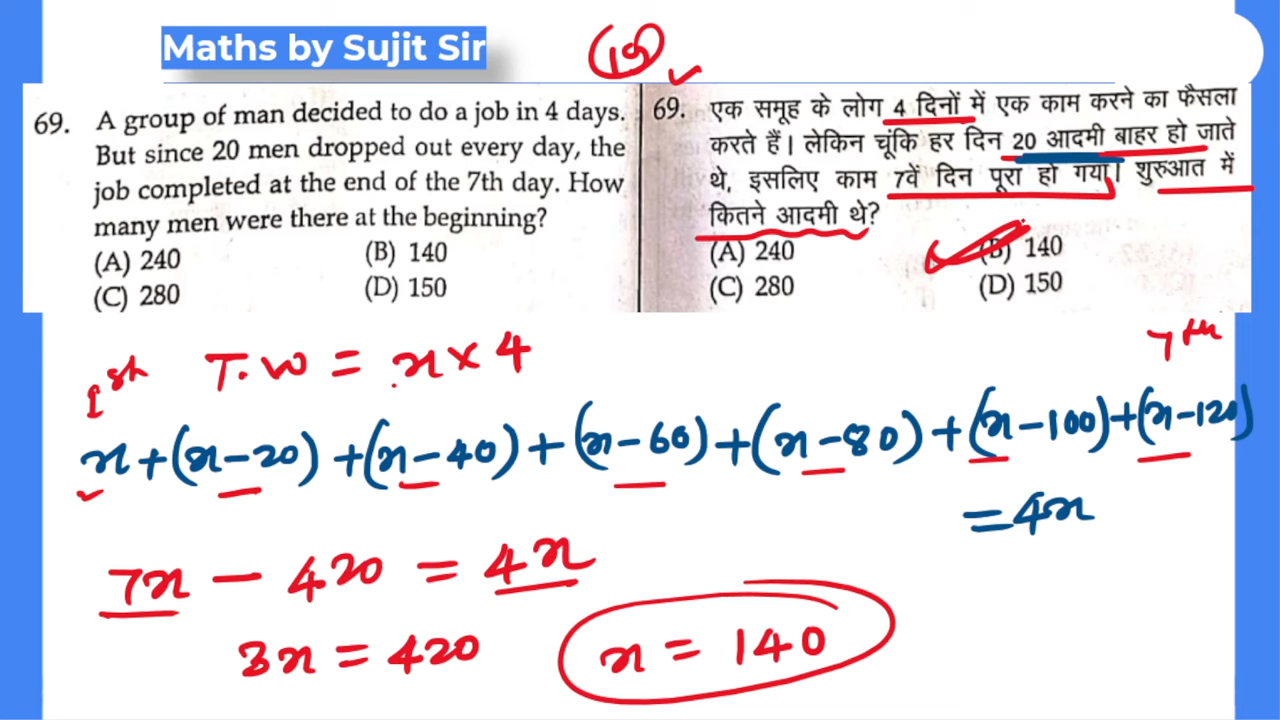 Maths by Sujit Sir
(19)
69. A group of man decided to do a job in 4 days.
But since 20 men dropped out every day, the
job completed at the end of the 7th day. How
many men were there at the beginning?
(A) 240 (B) 140
(C) 280 (D) 150
69. एक समूह के लोग 4 दिनों में एक काम करने का फैसला
करते हैं। लेकिन चूंकि हर दिन 20 आदमी बाहर हो जाते
थे, इसलिए काम 7वें दिन पूरा हो गया। शुरुआत में
कितने आदमी थे?
(A) 240 (B) 140
(C) 280 (D) 150
T.W = x × 4
1st 7th
x + (x - 20) + (x - 40) + (x - 60) + (x - 80) + (x - 100) + (x - 120)
= 4x
7x - 420 = 4x
3x = 420 x = 140